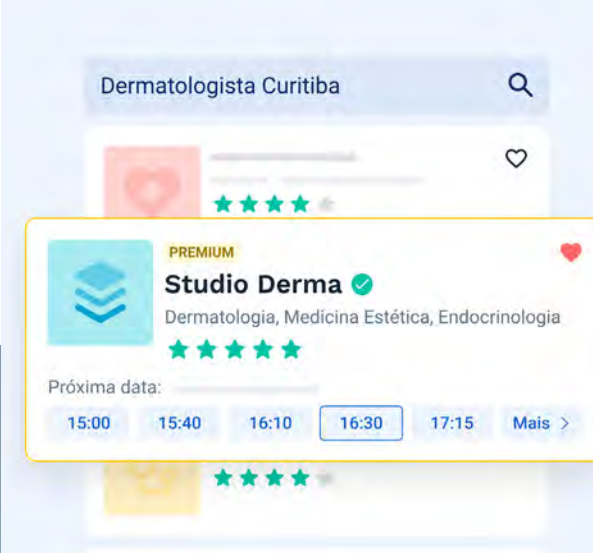 Dermatologista Curitiba
PREMIUM
Studio Derma
Dermatologia, Medicina Estética, Endocrinologia
Próxima data:
15:00 15:40 16:10 16:30 17:15 Mais >